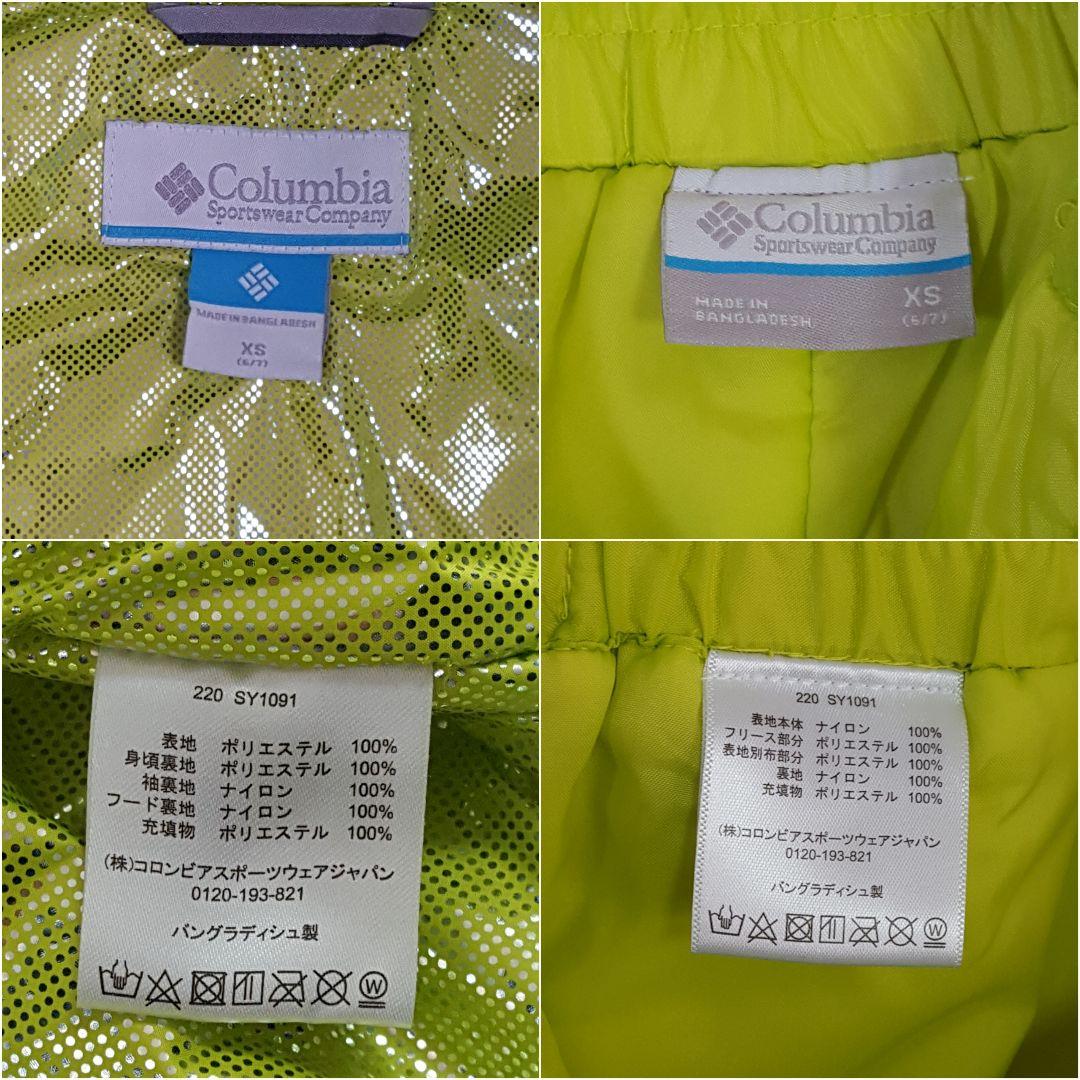 Columbia
Sportswear Company
MADE IN BANGLADESH
XS
(6/7)
Columbia
Sportswear Company
MADE IN
BANGLADESH
XS
(6/7)
220 SY1091
表地 ポリエステル 100%
身頃裏地 ポリエステル 100%
袖裏地 ナイロン 100%
フード裏地 ナイロン 100%
充填物 ポリエステル 100%
(株)コロンビアスポーツウェアジャパン
0120-193-821
バングラディシュ製
W
220 SY1091
表地本体 ナイロン 100%
フリース部分 ポリエステル 100%
表地別布部分 ポリエステル 100%
裏地 ナイロン 100%
充填物 ポリエステル 100%
(株)コロンビアスポーツウェアジャパン
0120-193-821
バングラディシュ製
W